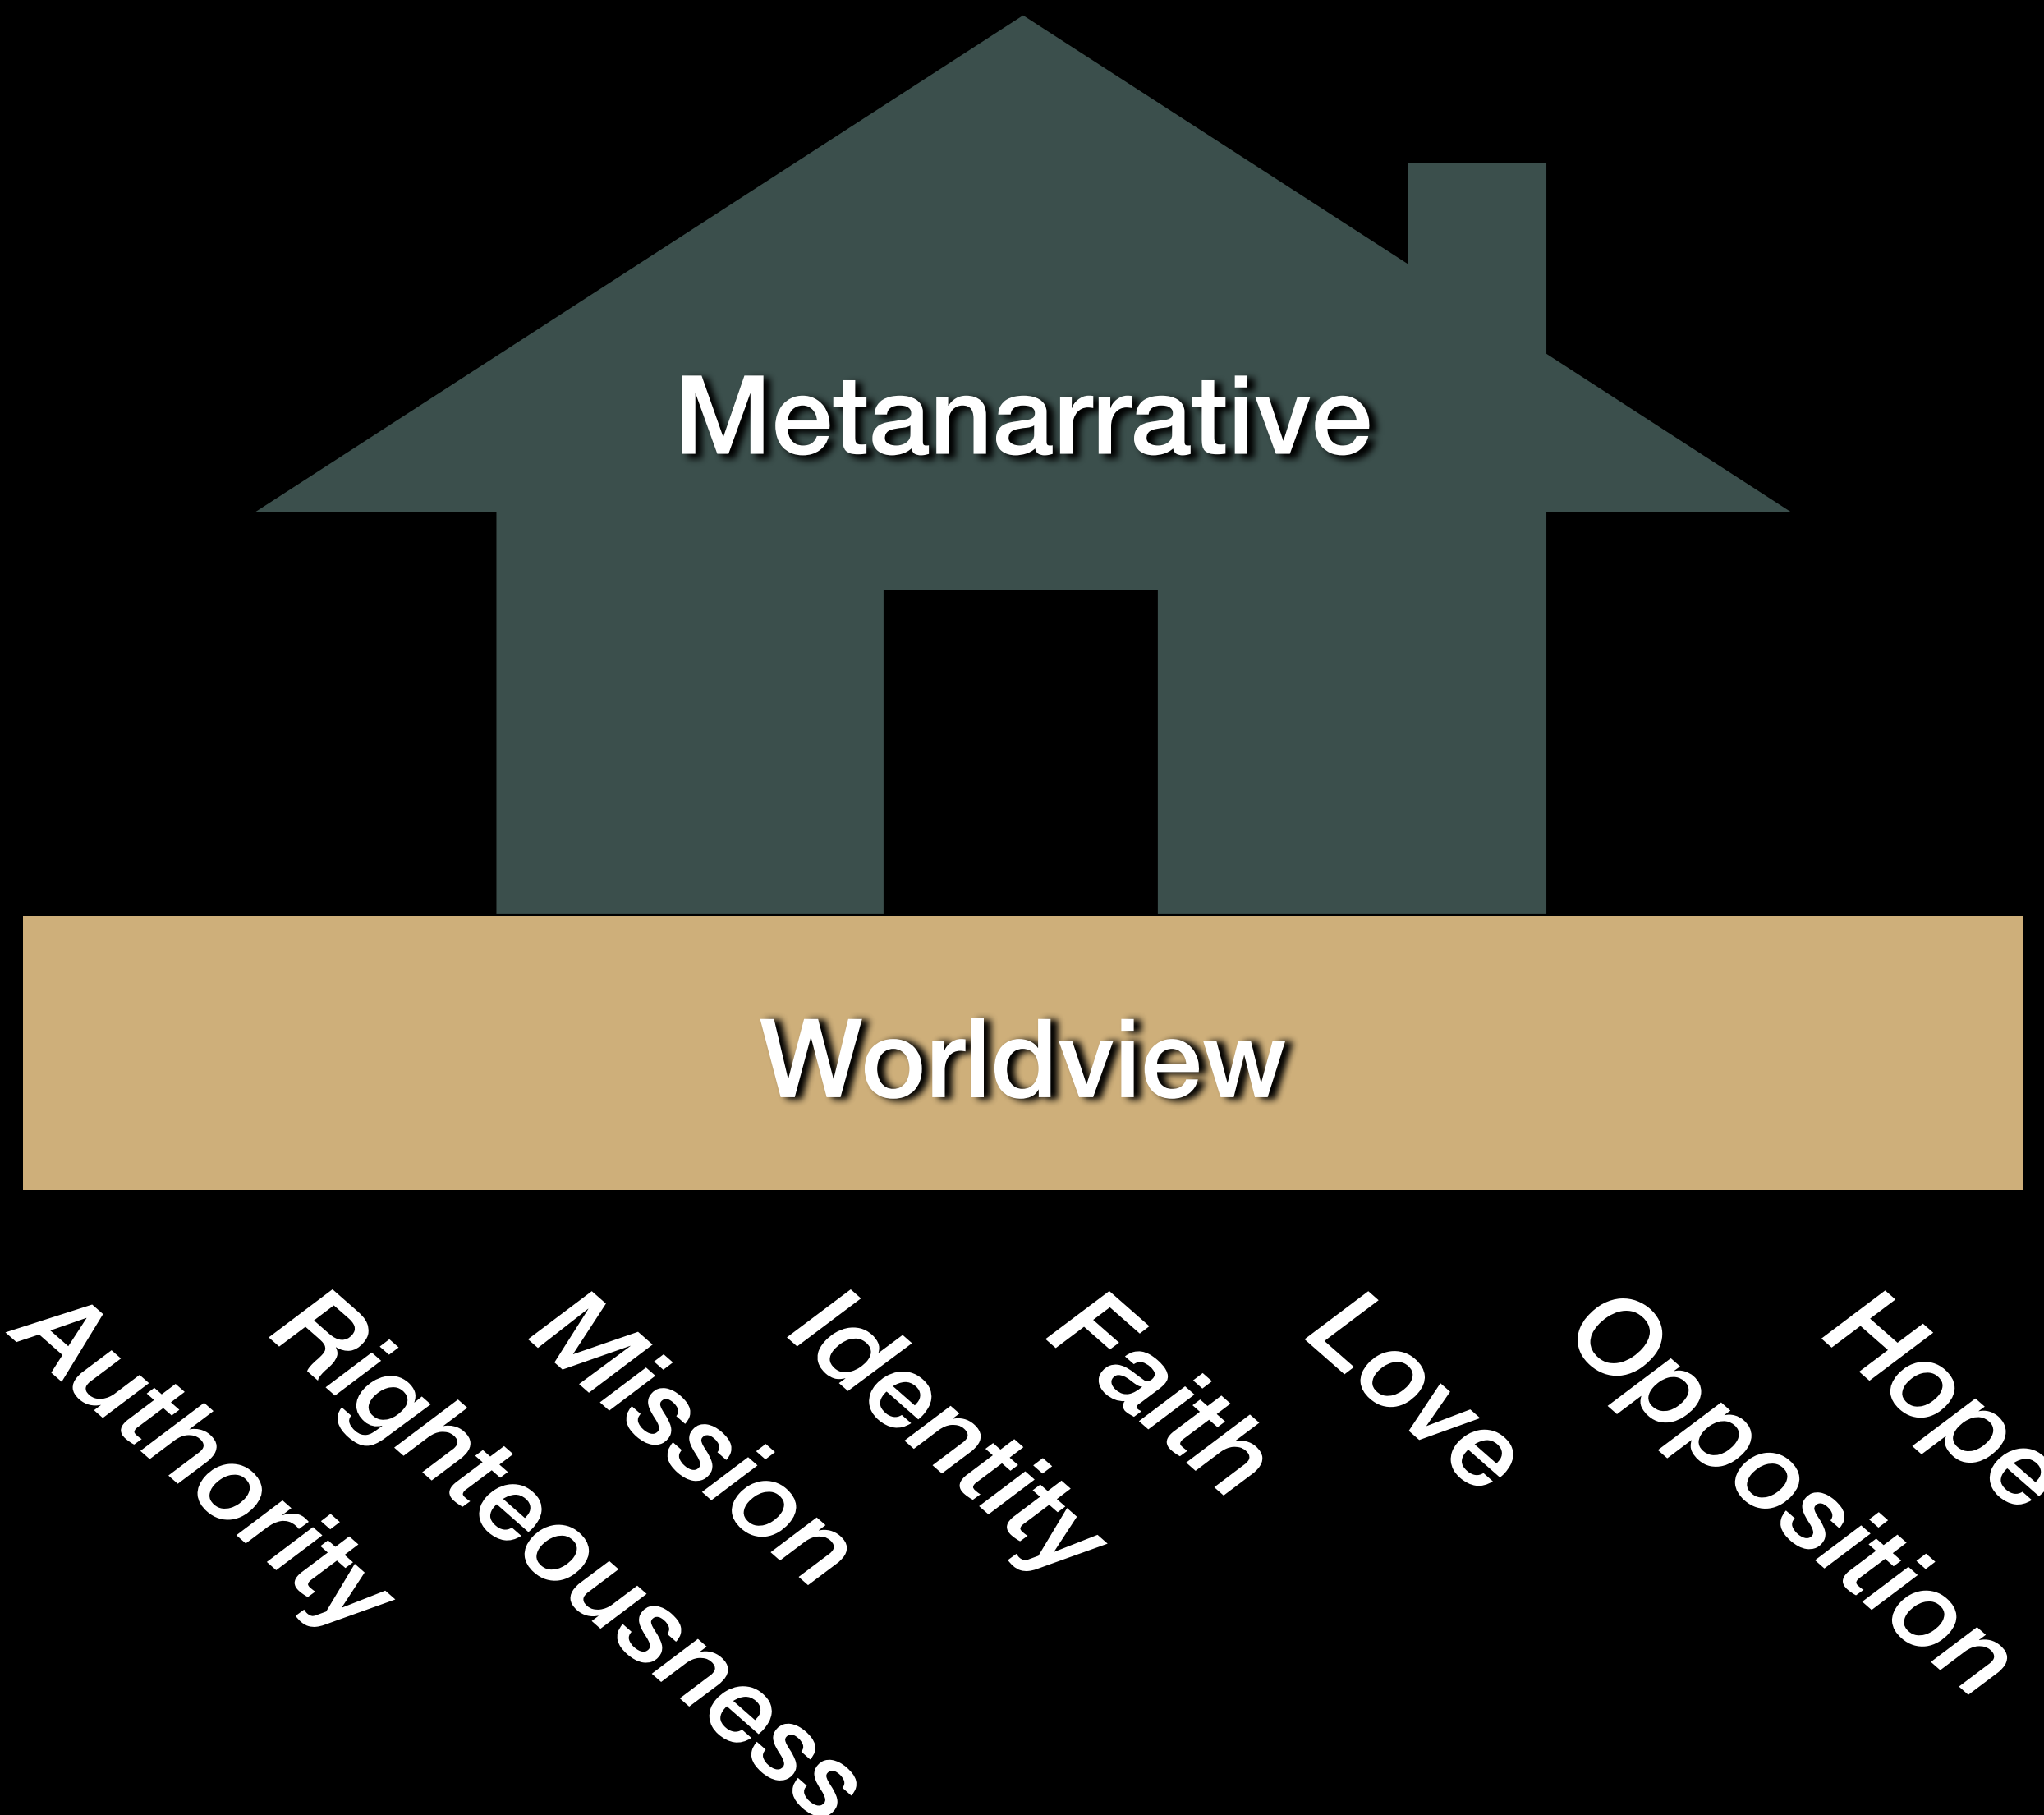 Metanarrative
Worldview
Authority
Righteousness
Mission
Identity
Faith
Love
Opposition
Hope